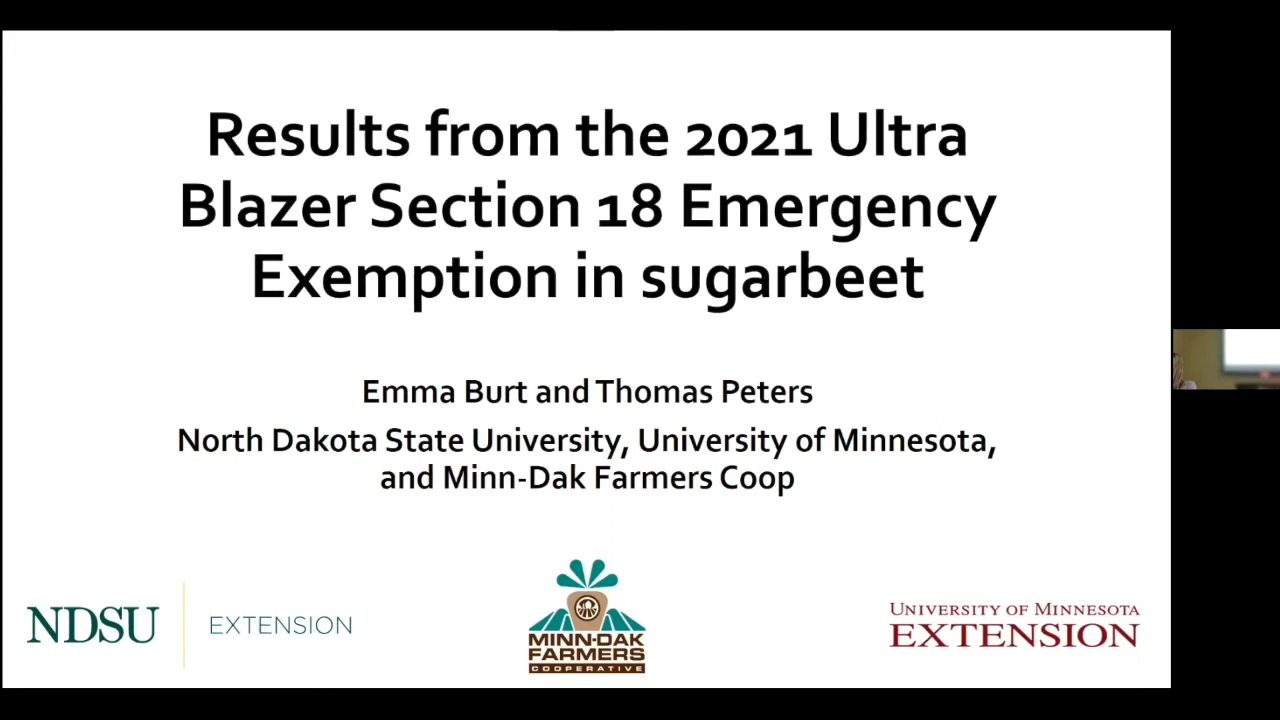 Results from the 2021 Ultra
Blazer Section 18 Emergency
Exemption in sugarbeet
Emma Burt and Thomas Peters
North Dakota State University, University of Minnesota,
and Minn-Dak Farmers Coop
NDSU EXTENSION
MINN-DAK
FARMERS
COOPERATIVE
UNIVERSITY OF MINNESOTA
EXTENSION